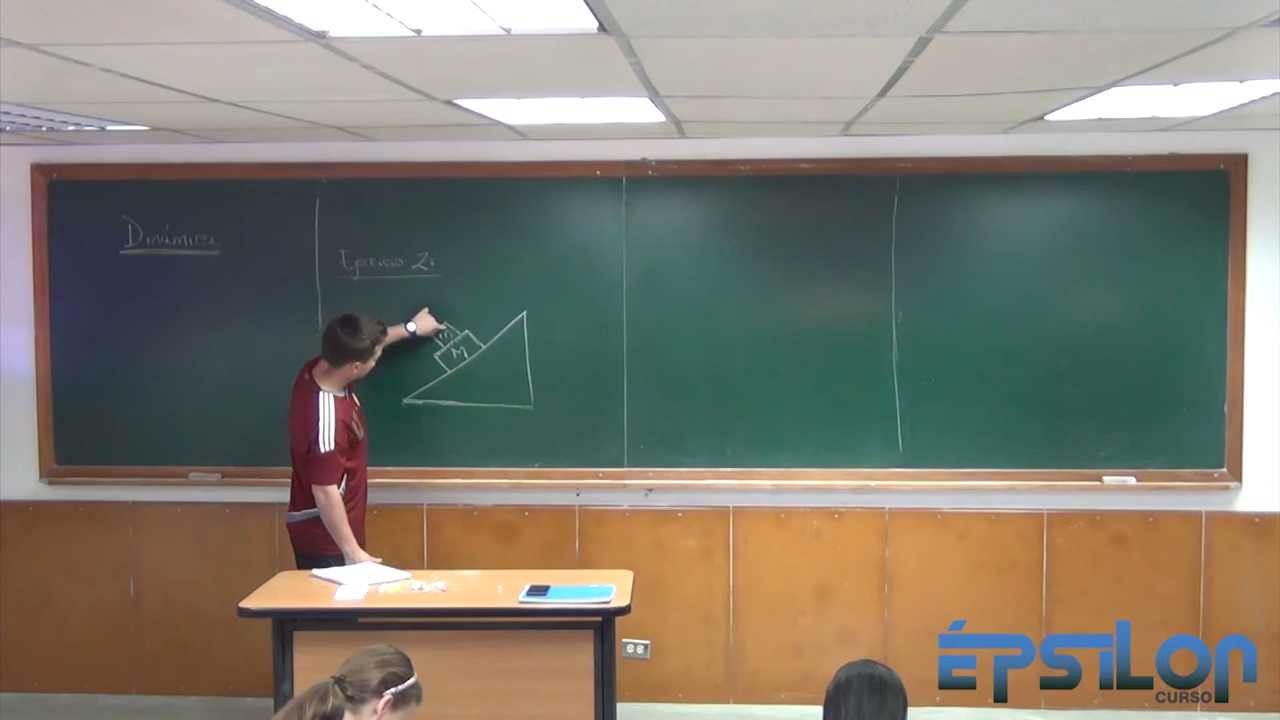 Dinámica
Ejercicio 2:
m
M
ÉPSILON
CURSO